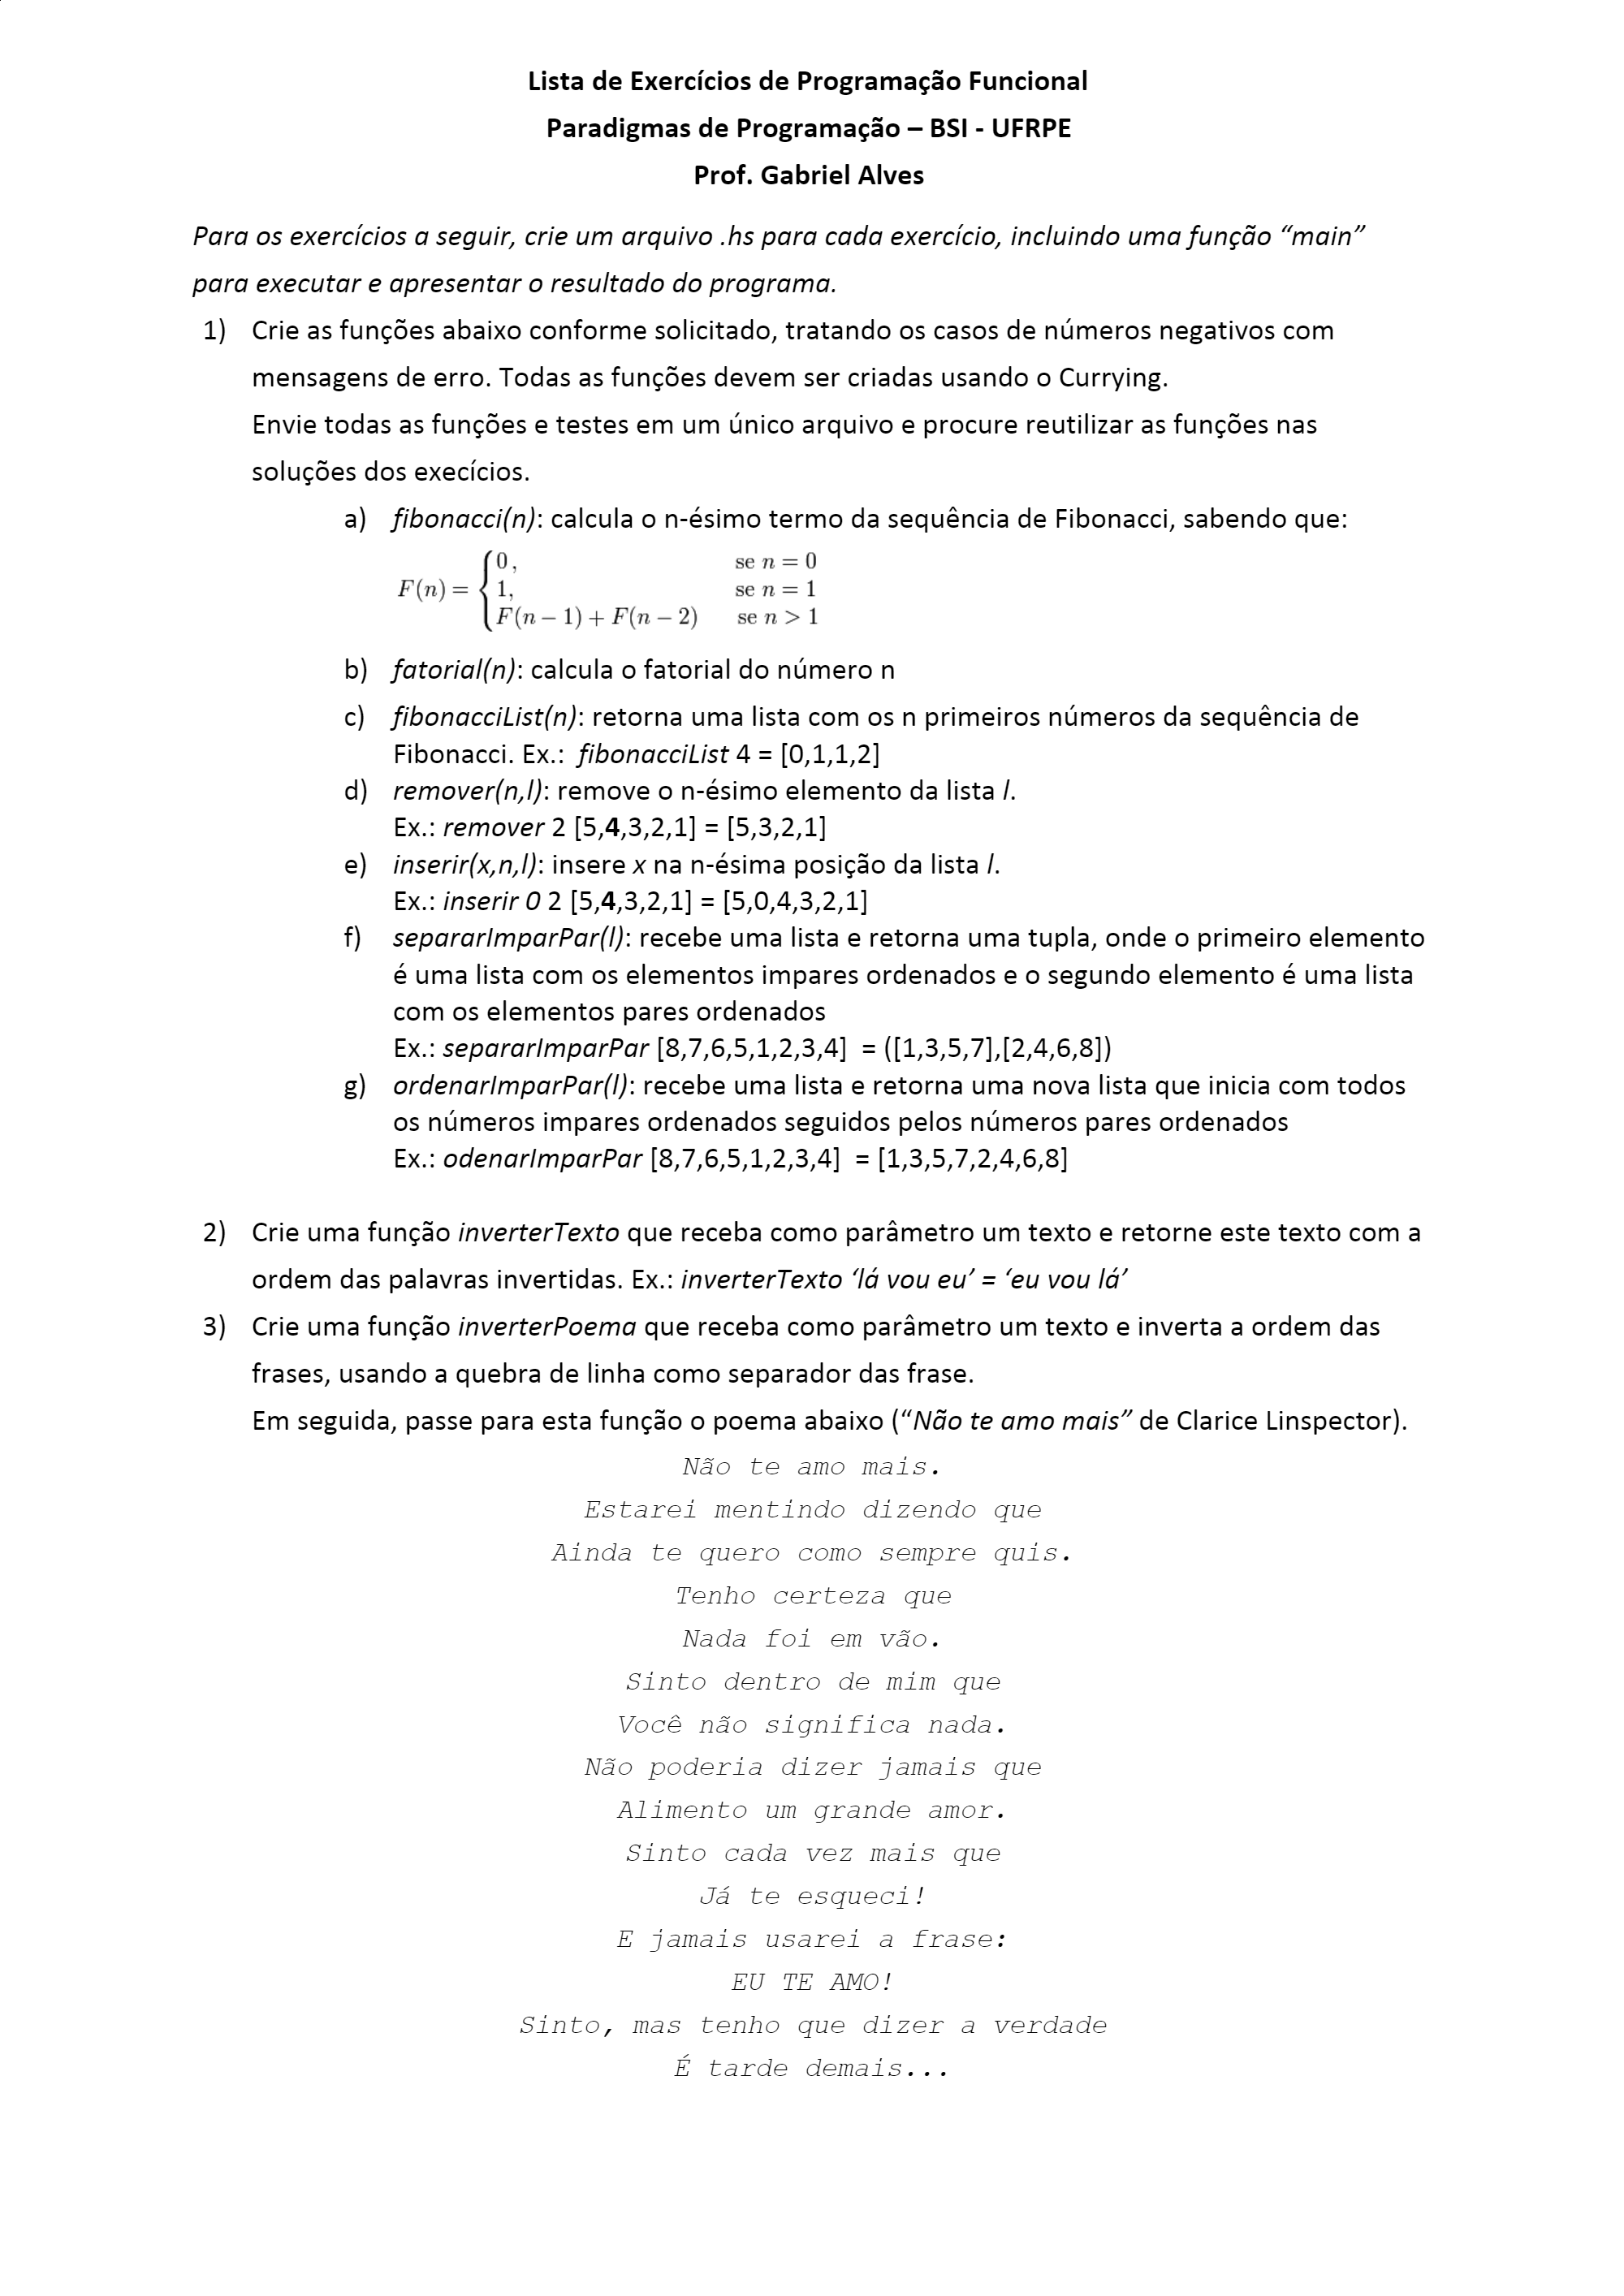 Lista de Exercícios de Programação Funcional
Paradigmas de Programação – BSI - UFRPE
Prof. Gabriel Alves
Para os exercícios a seguir, crie um arquivo .hs para cada exercício, incluindo uma função “main”
para executar e apresentar o resultado do programa.
1) Crie as funções abaixo conforme solicitado, tratando os casos de números negativos com
mensagens de erro. Todas as funções devem ser criadas usando o Currying.
Envie todas as funções e testes em um único arquivo e procure reutilizar as funções nas
soluções dos execícios.
a) fibonacci(n): calcula o n-ésimo termo da sequência de Fibonacci, sabendo que:
F(n) = { 0, se n = 0
1, se n = 1
F(n − 1) + F(n − 2) se n > 1
b) fatorial(n): calcula o fatorial do número n
c) fibonacciList(n): retorna uma lista com os n primeiros números da sequência de
Fibonacci. Ex.: fibonacciList 4 = [0,1,1,2]
d) remover(n,l): remove o n-ésimo elemento da lista l.
Ex.: remover 2 [5,4,3,2,1] = [5,3,2,1]
e) inserir(x,n,l): insere x na n-ésima posição da lista l.
Ex.: inserir 0 2 [5,4,3,2,1] = [5,0,4,3,2,1]
f) separarImparPar(l): recebe uma lista e retorna uma tupla, onde o primeiro elemento
é uma lista com os elementos impares ordenados e o segundo elemento é uma lista
com os elementos pares ordenados
Ex.: separarImparPar [8,7,6,5,1,2,3,4] = ([1,3,5,7],[2,4,6,8])
g) ordenarImparPar(l): recebe uma lista e retorna uma nova lista que inicia com todos
os números impares ordenados seguidos pelos números pares ordenados
Ex.: odenarImparPar [8,7,6,5,1,2,3,4] = [1,3,5,7,2,4,6,8]
2) Crie uma função inverterTexto que receba como parâmetro um texto e retorne este texto com a
ordem das palavras invertidas. Ex.: inverterTexto ‘lá vou eu’ = ‘eu vou lá’
3) Crie uma função inverterPoema que receba como parâmetro um texto e inverta a ordem das
frases, usando a quebra de linha como separador das frase.
Em seguida, passe para esta função o poema abaixo (“Não te amo mais” de Clarice Linspector).
Não te amo mais.
Estarei mentindo dizendo que
Ainda te quero como sempre quis.
Tenho certeza que
Nada foi em vão.
Sinto dentro de mim que
Você não significa nada.
Não poderia dizer jamais que
Alimento um grande amor.
Sinto cada vez mais que
Já te esqueci!
E jamais usarei a frase:
EU TE AMO!
Sinto, mas tenho que dizer a verdade
É tarde demais...